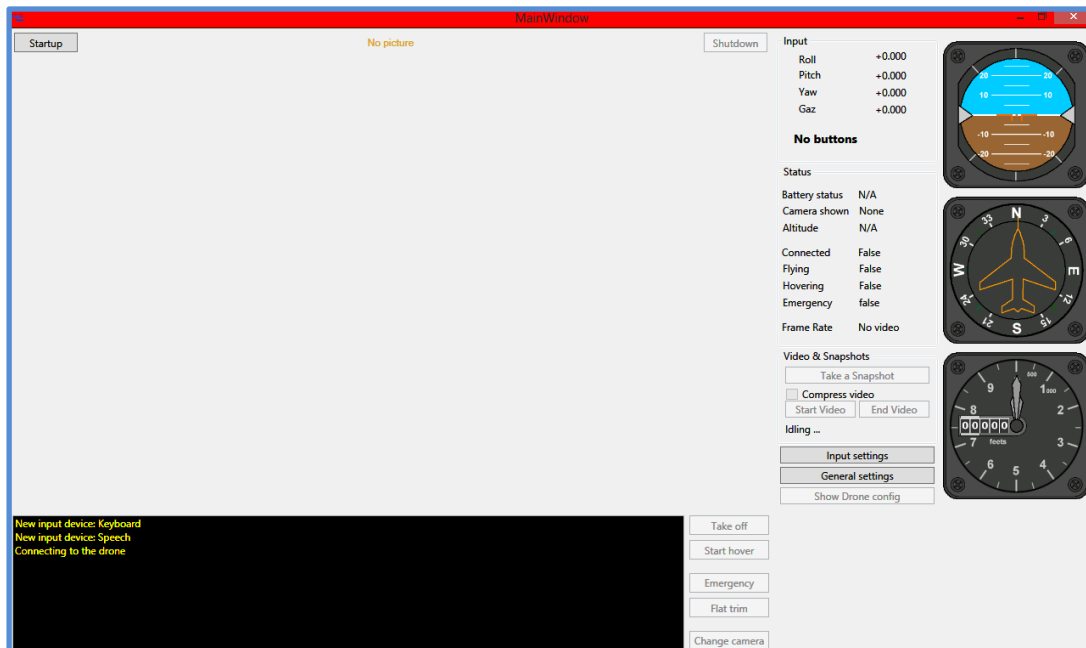 MainWindow
Startup
No picture
Shutdown
Input
Roll +0.000
Pitch +0.000
Yaw +0.000
Gaz +0.000
No buttons
Status
Battery status N/A
Camera shown None
Altitude N/A
Connected False
Flying False
Hovering False
Emergency false
Frame Rate No video
Video & Snapshots
Take a Snapshot
Compress video
Start Video End Video
Idling ...
Input settings
General settings
Show Drone config
20 20
10 10
-10 -10
-20 -20
N 3 6 E 12 15 S 21 24 W 30 33
500
9 1000
8 2
00000
7 feets 3
6 5 4
New input device: Keyboard
New input device: Speech
Connecting to the drone
Take off
Start hover
Emergency
Flat trim
Change camera